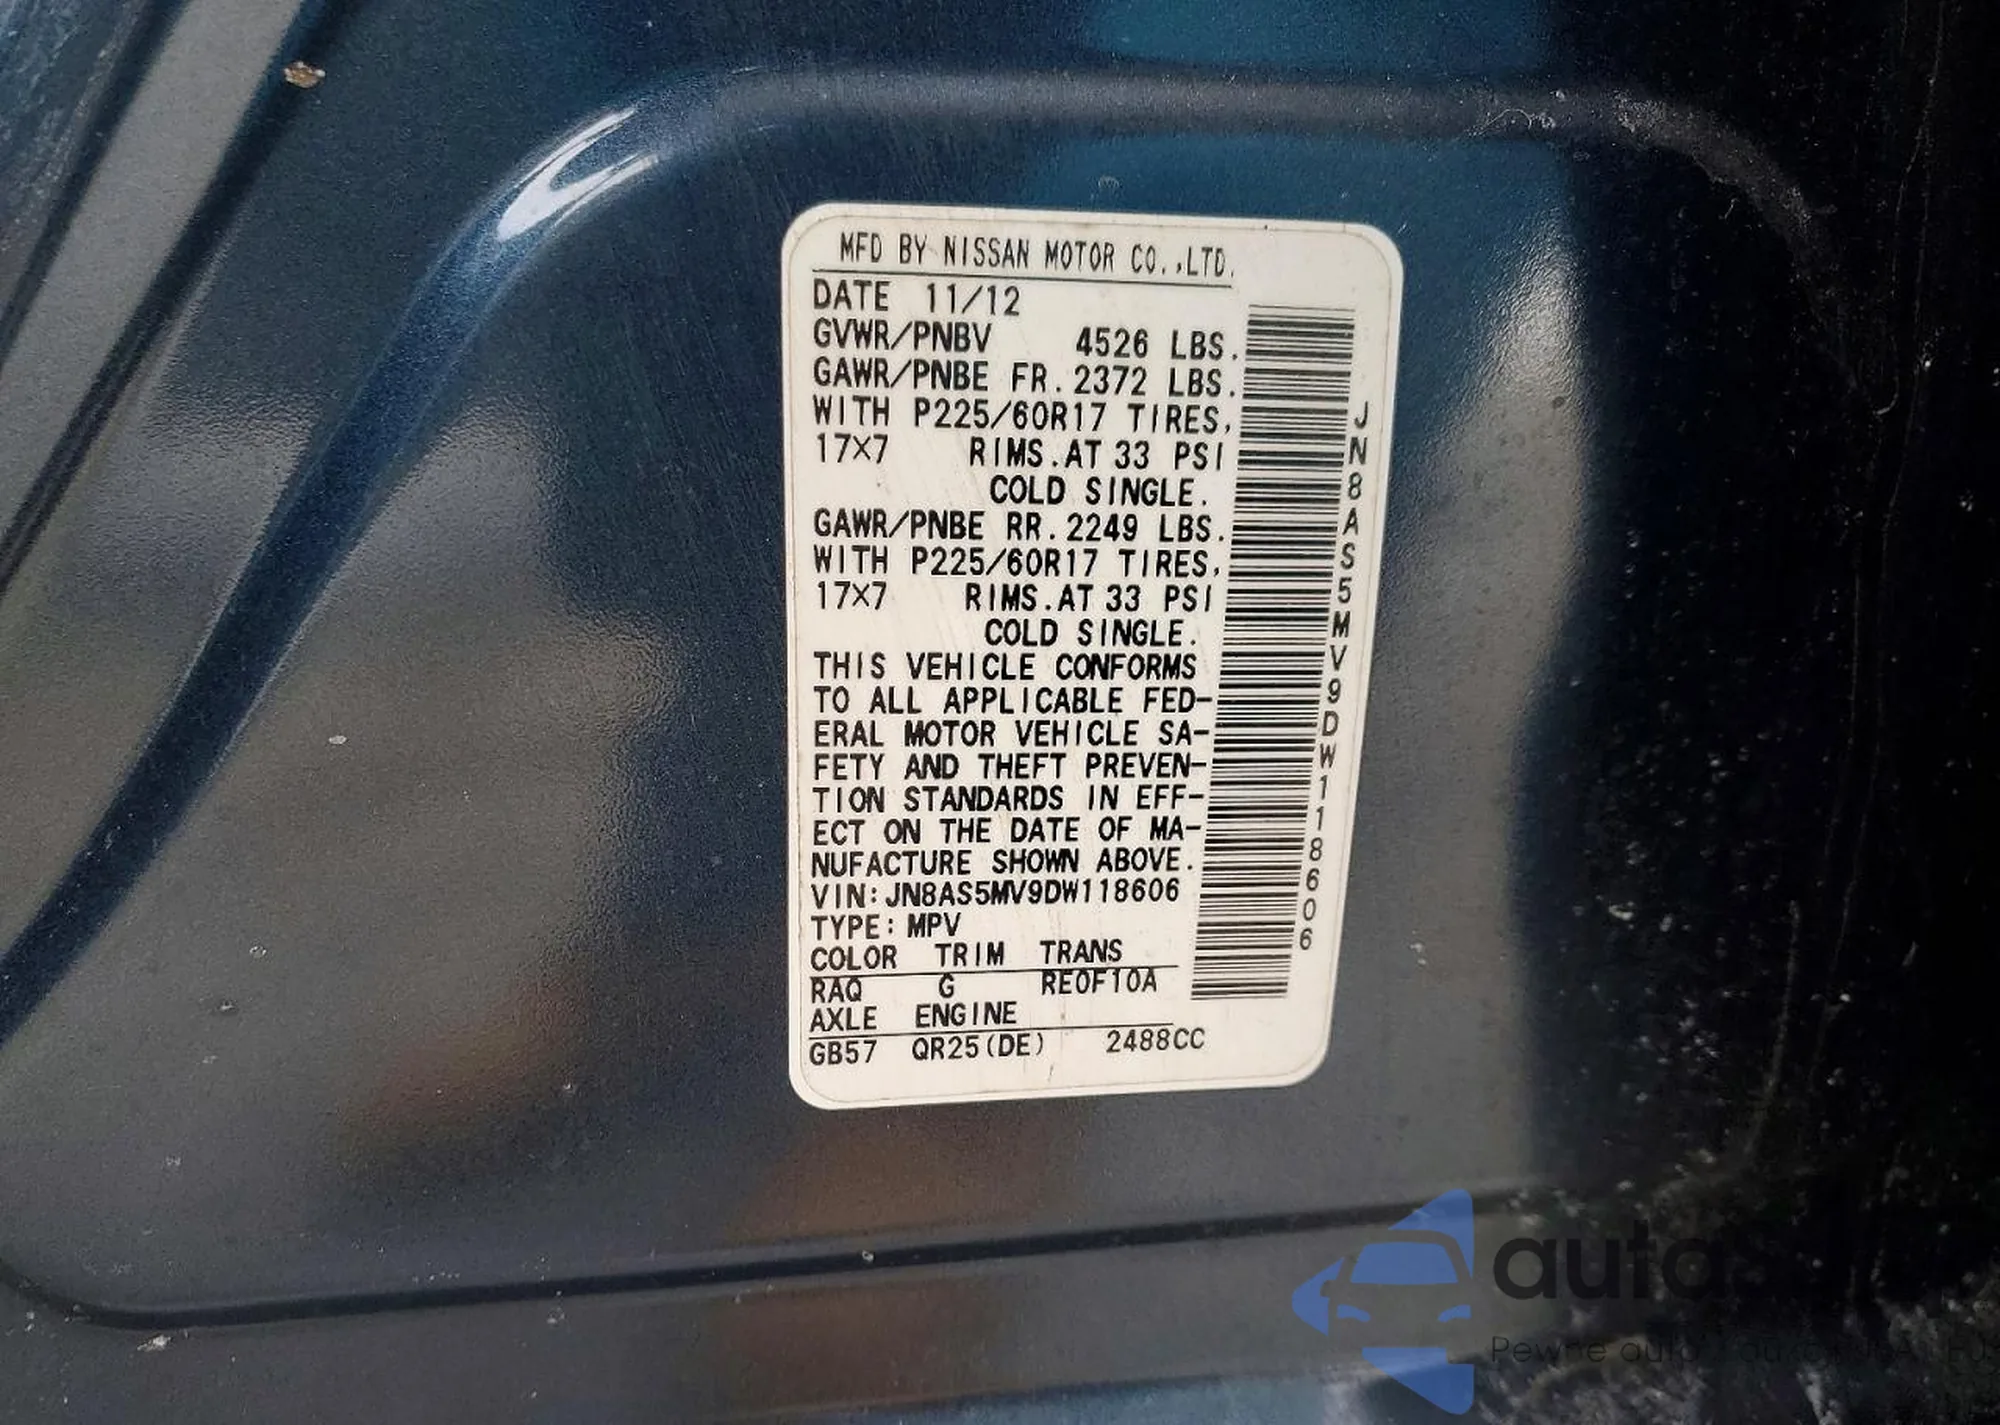 MFD BY NISSAN MOTOR CO.,LTD.
DATE 11/12
GVWR/PNBV 4526 LBS.
GAWR/PNBE FR. 2372 LBS.
WITH P225/60R17 TIRES,
17X7 RIMS.AT 33 PSI
COLD SINGLE.
GAWR/PNBE RR. 2249 LBS.
WITH P225/60R17 TIRES,
17X7 RIMS.AT 33 PSI
COLD SINGLE.
THIS VEHICLE CONFORMS
TO ALL APPLICABLE FED-
ERAL MOTOR VEHICLE SA-
FETY AND THEFT PREVEN-
TION STANDARDS IN EFF-
ECT ON THE DATE OF MA-
NUFACTURE SHOWN ABOVE.
VIN:JN8AS5MV9DW118606
TYPE:MPV
COLOR TRIM TRANS
RAQ G RE0F10A
AXLE ENGINE
GB57 QR25(DE) 2488CC
JN8AS5MV9DW118606
Pewne auto